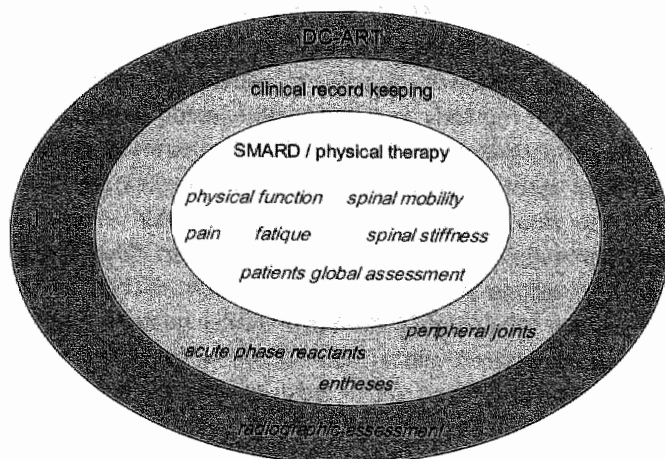 DC-ART
clinical record keeping
SMARD / physical therapy
physical function spinal mobility
pain fatique spinal stiffness
patients global assessment
peripheral joints
acute phase reactants
entheses
radiographic assessment